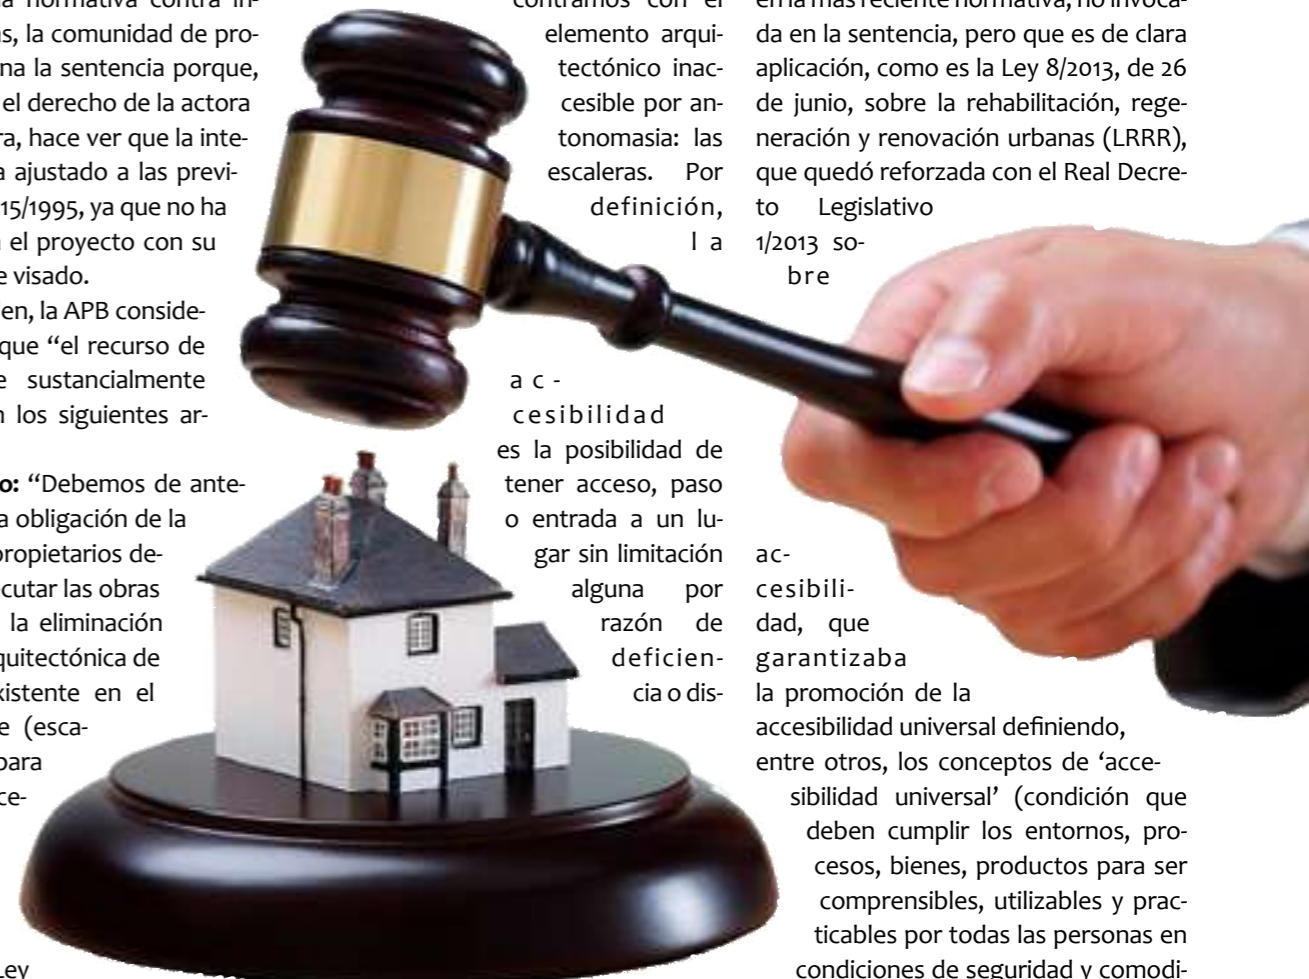 la normativa contra in-
s, la comunidad de pro-
na la sentencia porque,
el derecho de la actora
ra, hace ver que la inte-
a ajustado a las previ-
15/1995, ya que no ha
el proyecto con su
e visado.
en, la APB conside-
que “el recurso de
e sustancialmente
n los siguientes ar-
o: “Debemos de ante-
a obligación de la
propietarios de-
cutar las obras
la eliminación
quitectónica de
xistente en el
e (esca-
para
ce-
Ley
contramos con el
elemento arqui-
tectónico inac-
cesible por an-
tonomasia: las
escaleras. Por
definición,
la
ac-
cesibilidad
es la posibilidad de
tener acceso, paso
o entrada a un lu-
gar sin limitación
alguna por
razón de
deficien-
cia o dis-
en la más reciente normativa, no invoca-
da en la sentencia, pero que es de clara
aplicación, como es la Ley 8/2013, de 26
de junio, sobre la rehabilitación, rege-
neración y renovación urbanas (LRRR),
que quedó reforzada con el Real Decre-
to Legislativo
1/2013 so-
bre
ac-
cesibili-
dad, que
garantizaba
la promoción de la
accesibilidad universal definiendo,
entre otros, los conceptos de ‘acce-
sibilidad universal’ (condición que
deben cumplir los entornos, pro-
cesos, bienes, productos para ser
comprensibles, utilizables y prac-
ticables por todas las personas en
condiciones de seguridad y comodi-